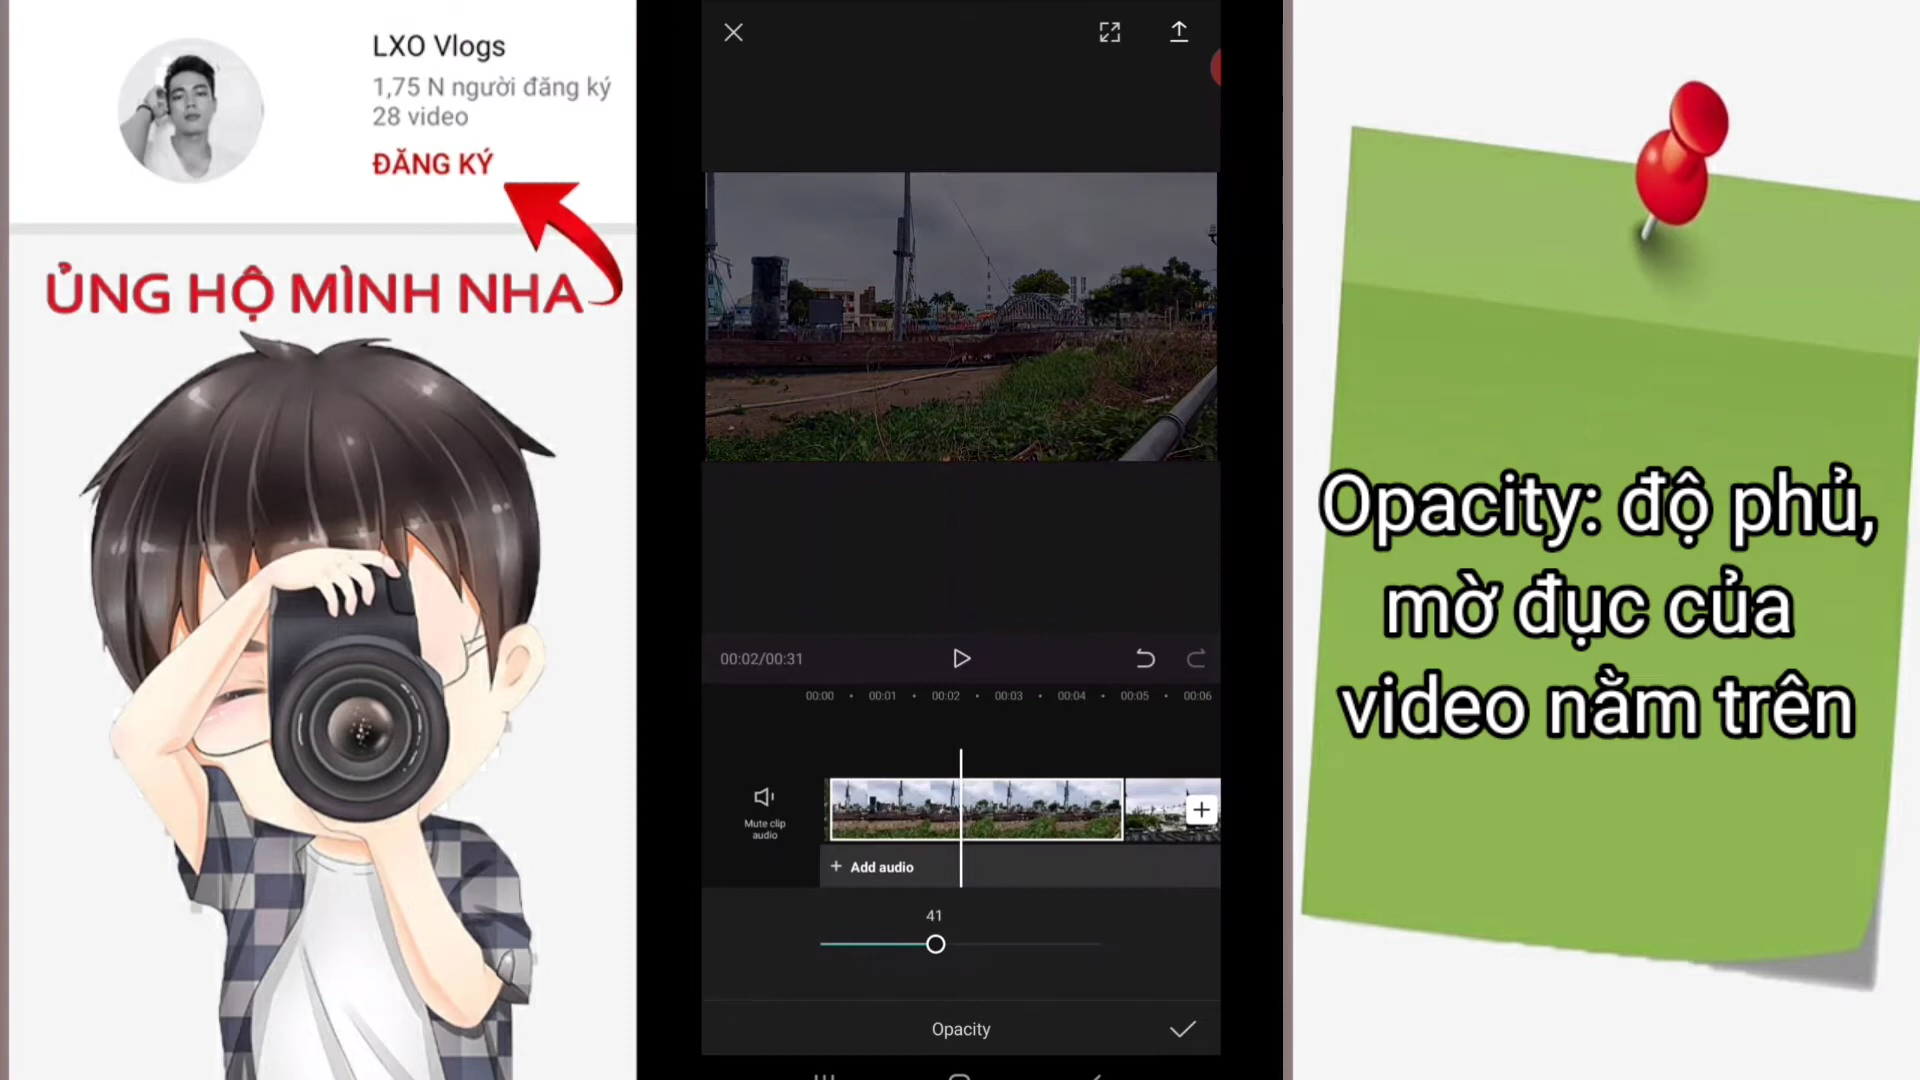 LXO Vlogs
1,75 N người đăng ký
28 video
ĐĂNG KÝ
ỦNG HỘ MÌNH NHA
00:02/00:31
00:00 00:01 00:02 00:03 00:04 00:05 00:06
Mute clip
audio
+ Add audio
41
Opacity
Opacity: độ phủ,
mờ đục của
video nằm trên